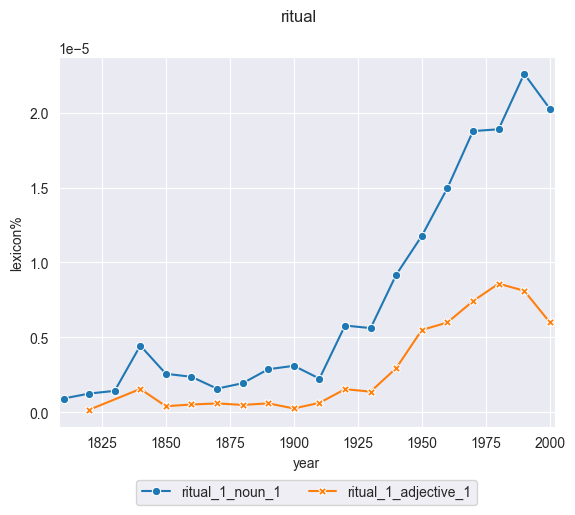 ritual
1e−5
2.0
1.5
1.0
0.5
0.0
lexicon%
1825 1850 1875 1900 1925 1950 1975 2000
year
ritual_1_noun_1 ritual_1_adjective_1